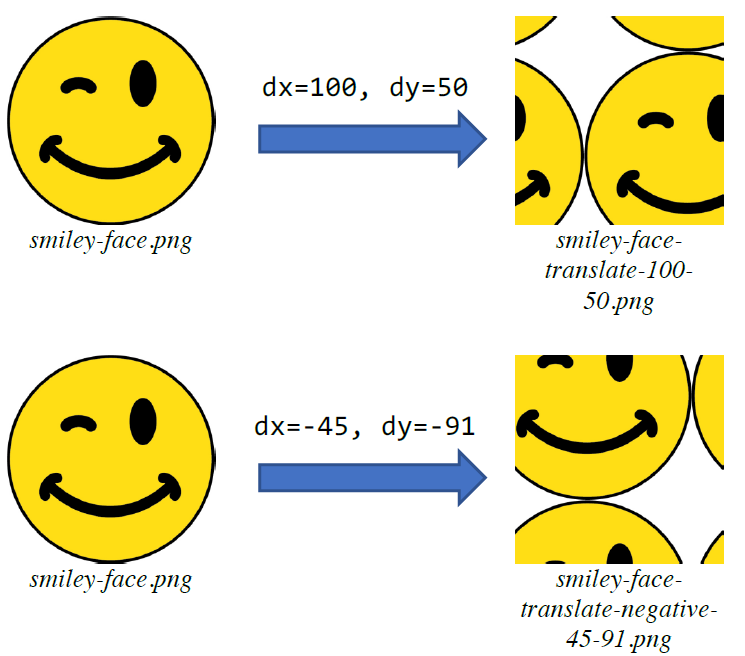 dx=100, dy=50
smiley-face.png
smiley-face-
translate-100-
50.png
dx=-45, dy=-91
smiley-face.png
smiley-face-
translate-negative-
45-91.png